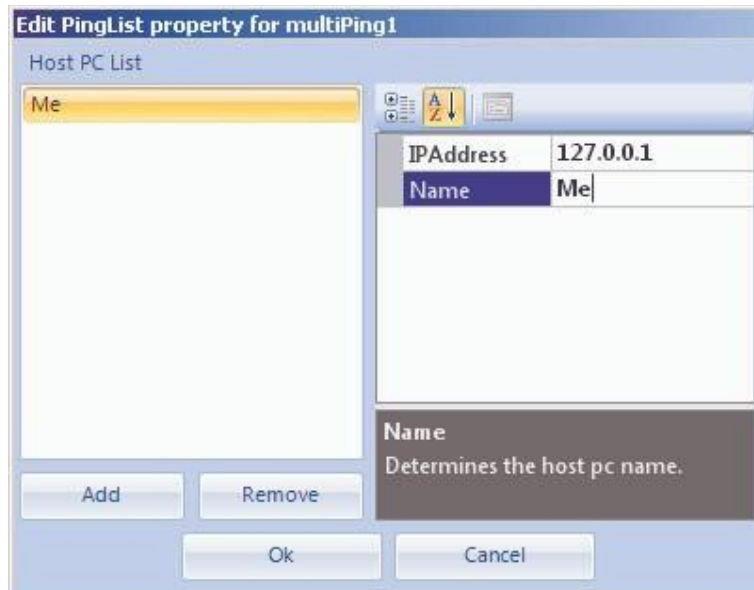 Edit PingList property for multiPing1
Host PC List
Me
A
Z
IPAddress 127.0.0.1
Name Me
Name
Determines the host pc name.
Add Remove
Ok Cancel